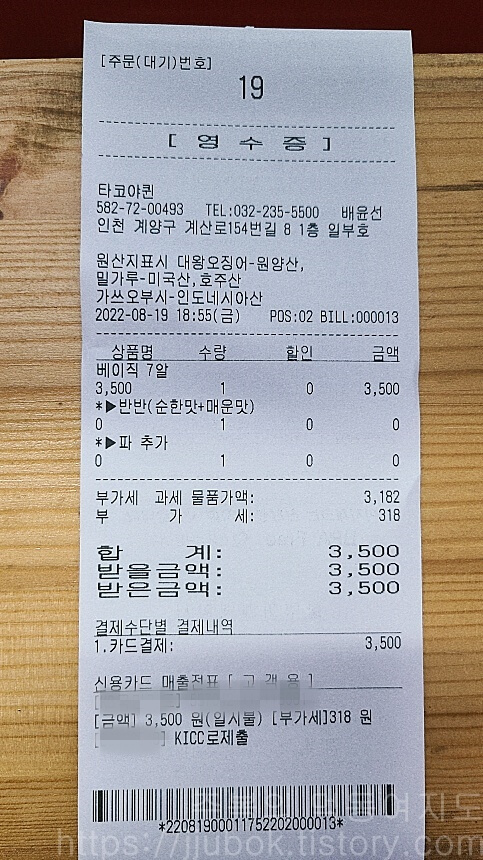 [주문(대기)번호]
19
[ 영 수 증 ]
타코야퀸
582-72-00493 TEL:032-235-5500 배윤선
인천 계양구 계산로154번길 8 1층 일부호
원산지표시 대왕오징어-원양산,
밀가루-미국산,호주산
가쓰오부시-인도네시아산
2022-08-19 18:55(금) POS:02 BILL:000013
상품명 수량 할인 금액
베이직 7알
3,500 1 0 3,500
*▶반반(순한맛+매운맛)
0 1 0 0
*▶파 추가
0 1 0 0
부가세 과세 물품가액: 3,182
부 가 세: 318
합 계: 3,500
받을금액: 3,500
받은금액: 3,500
결제수단별 결제내역
1.카드결제: 3,500
신용카드 매출전표 [ 고 객 용 ]
[금액] 3,500 원(일시불) [부가세]318 원
KICC로제출
*22081900011752202000013*
https://jjubok.tistory.com